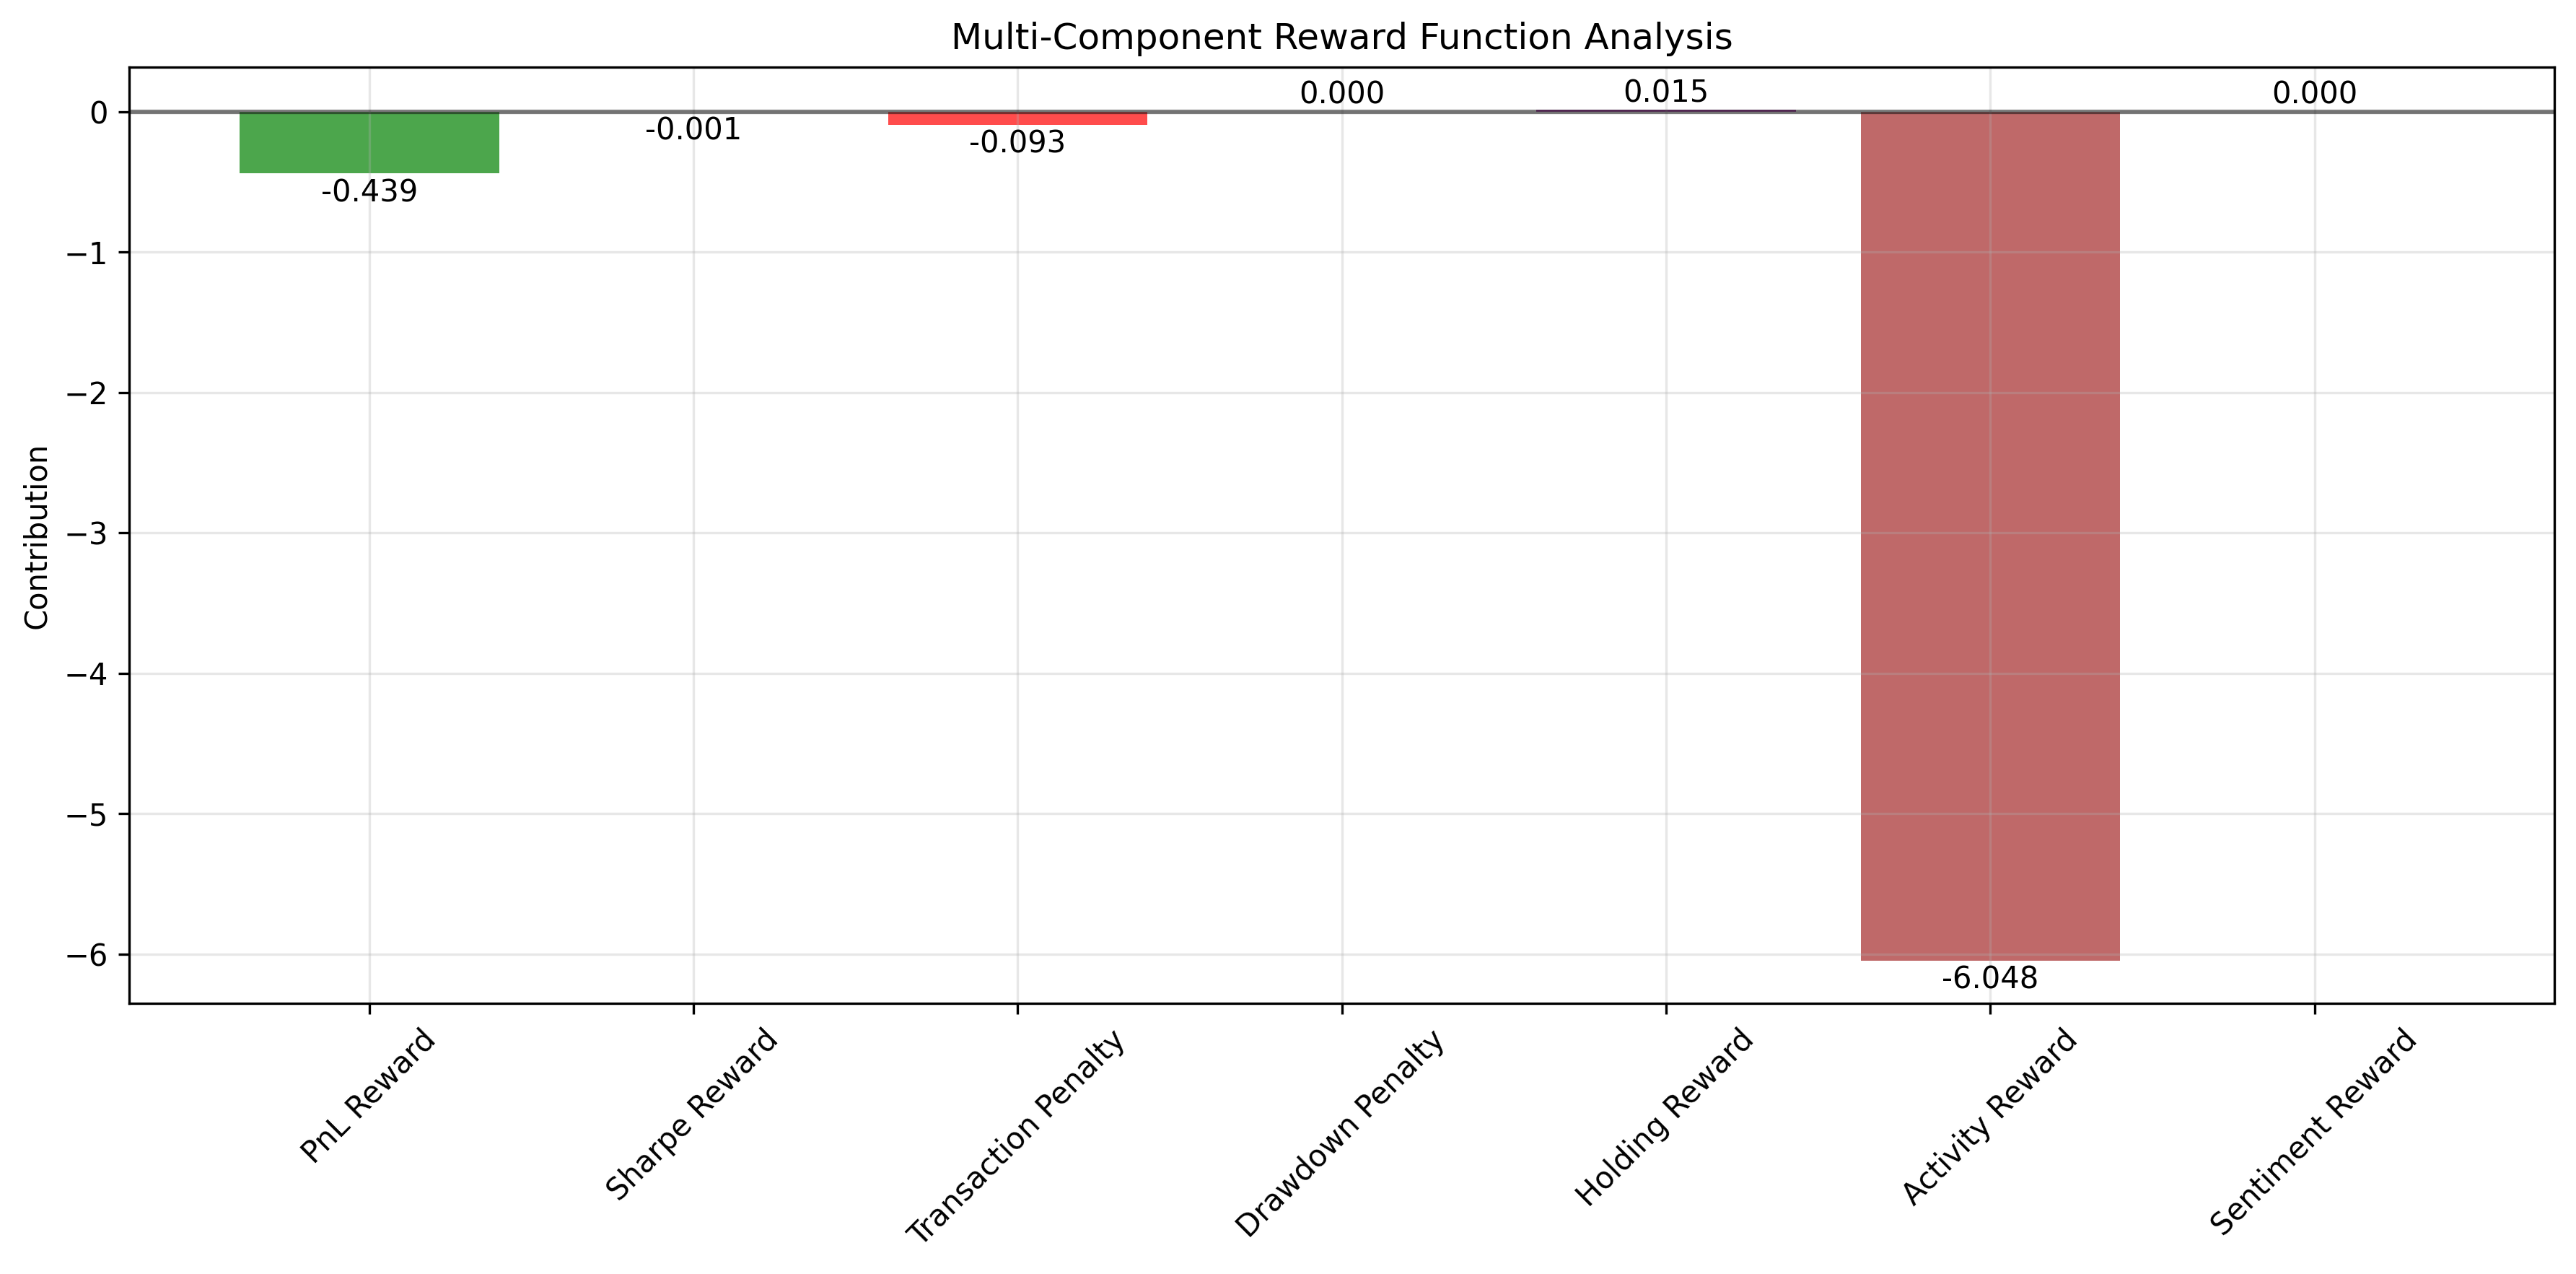 Multi-Component Reward Function Analysis
Contribution
0
−1
−2
−3
−4
−5
−6
-0.439
-0.001
-0.093
0.000
0.015
-6.048
0.000
PnL Reward
Sharpe Reward
Transaction Penalty
Drawdown Penalty
Holding Reward
Activity Reward
Sentiment Reward